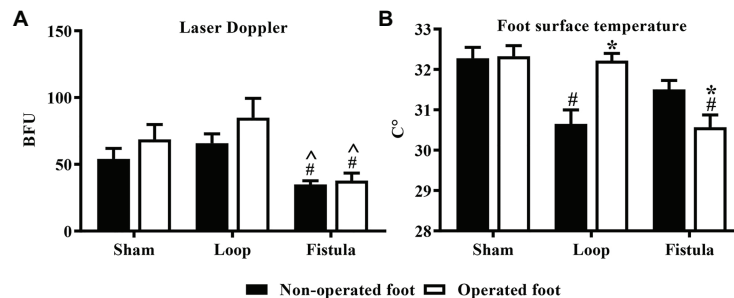 A
Laser Doppler
BFU
150
100
50
0
^ ^
# #
Sham Loop Fistula
B
Foot surface temperature
C°
33
32
31
30
29
28
# * *
#
Sham Loop Fistula
Non-operated foot Operated foot